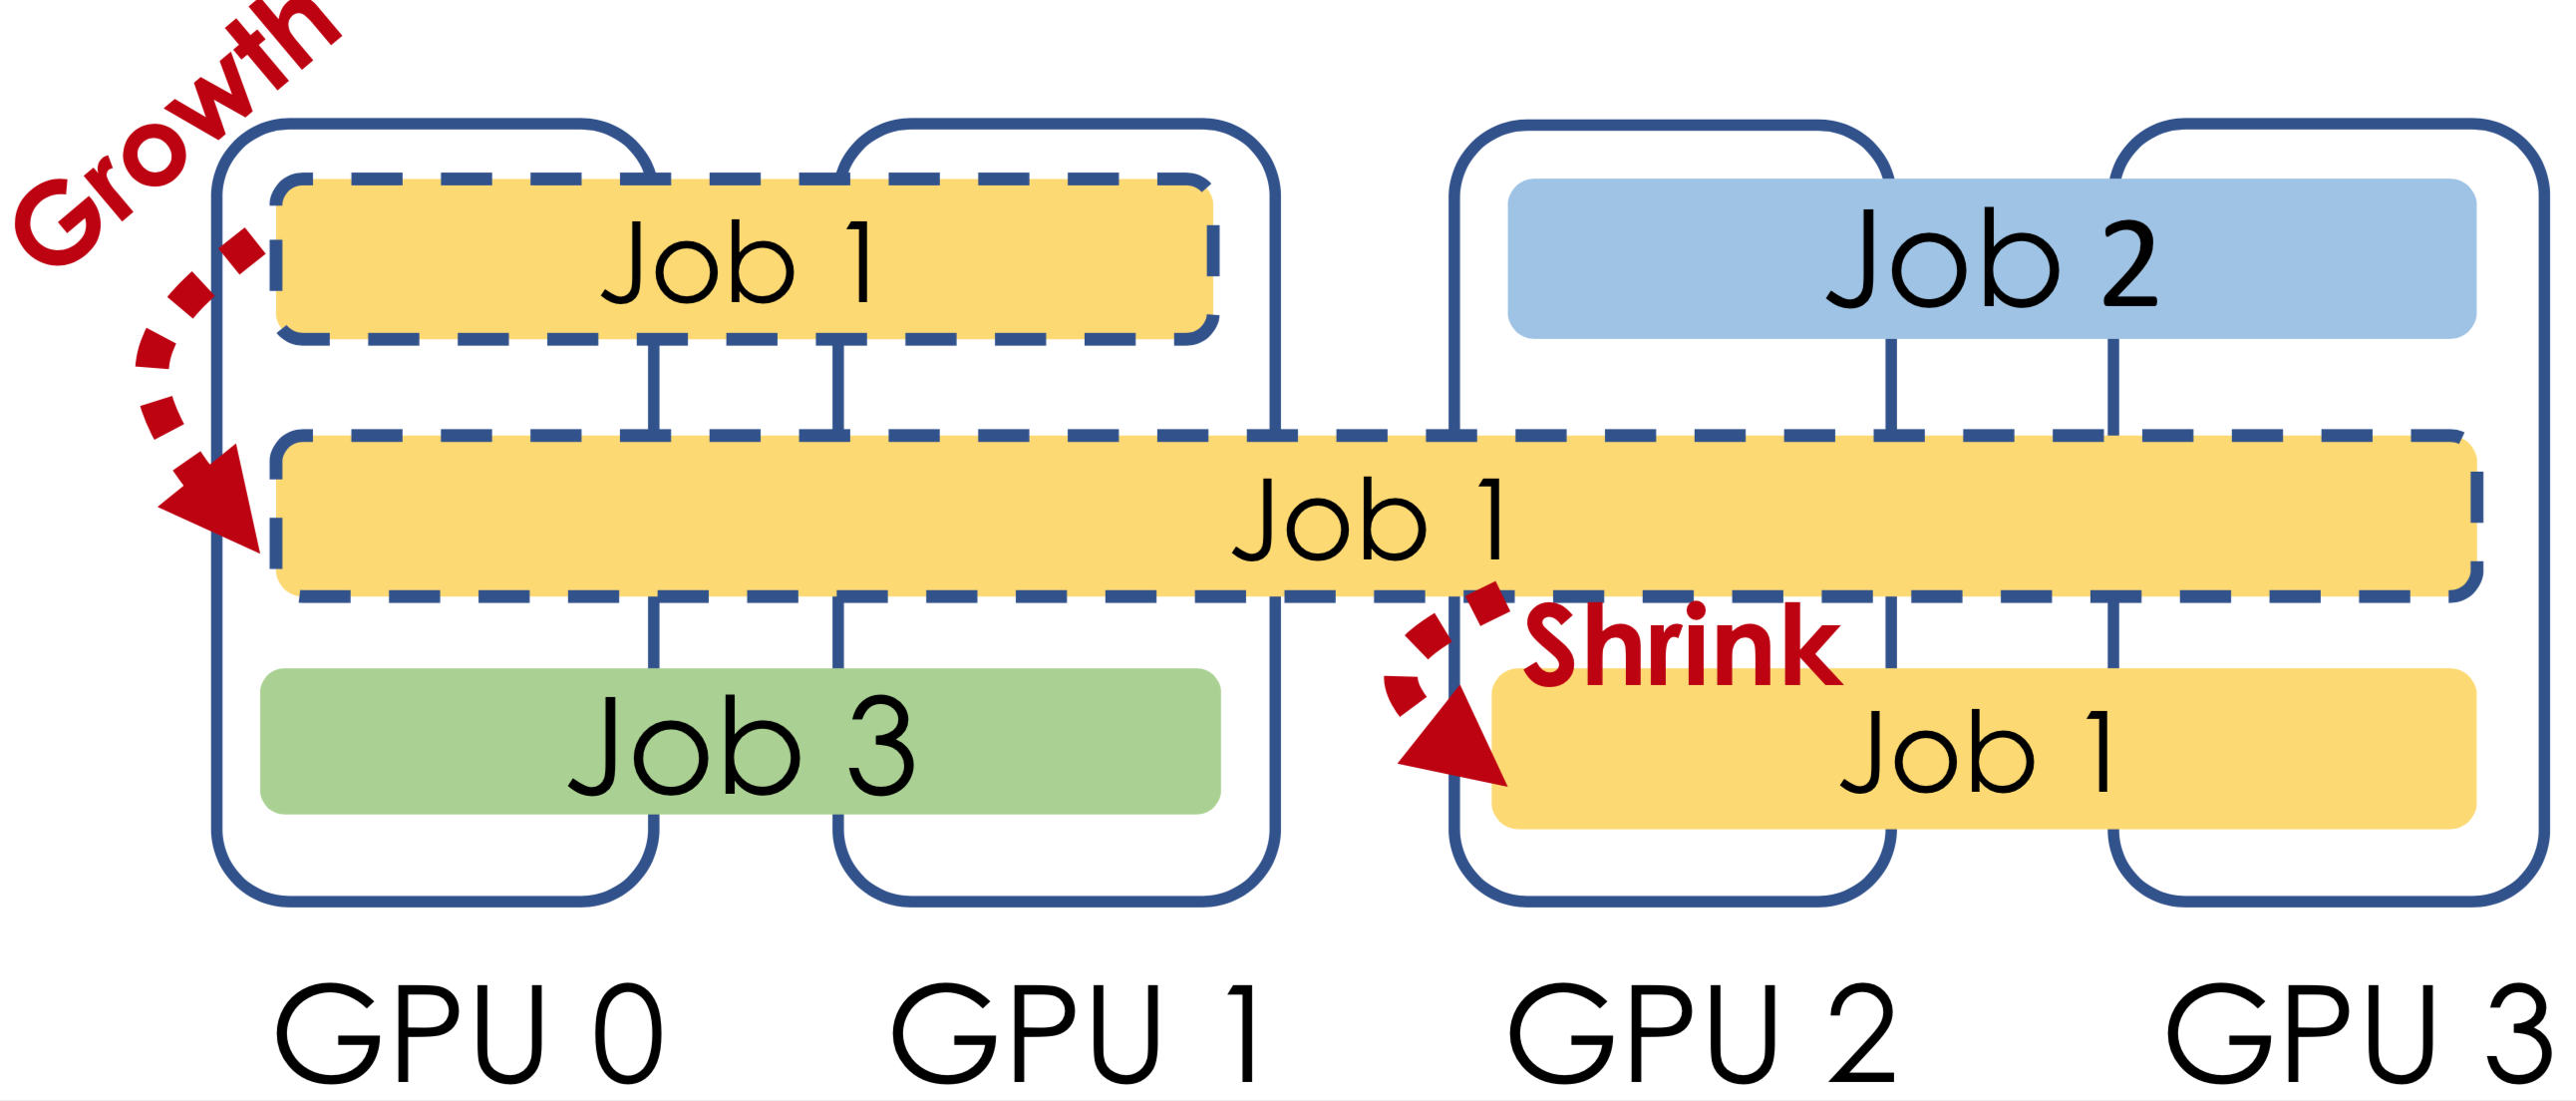 Growth
Job 1
Job 2
Job 1
Shrink
Job 3
Job 1
GPU 0
GPU 1
GPU 2
GPU 3